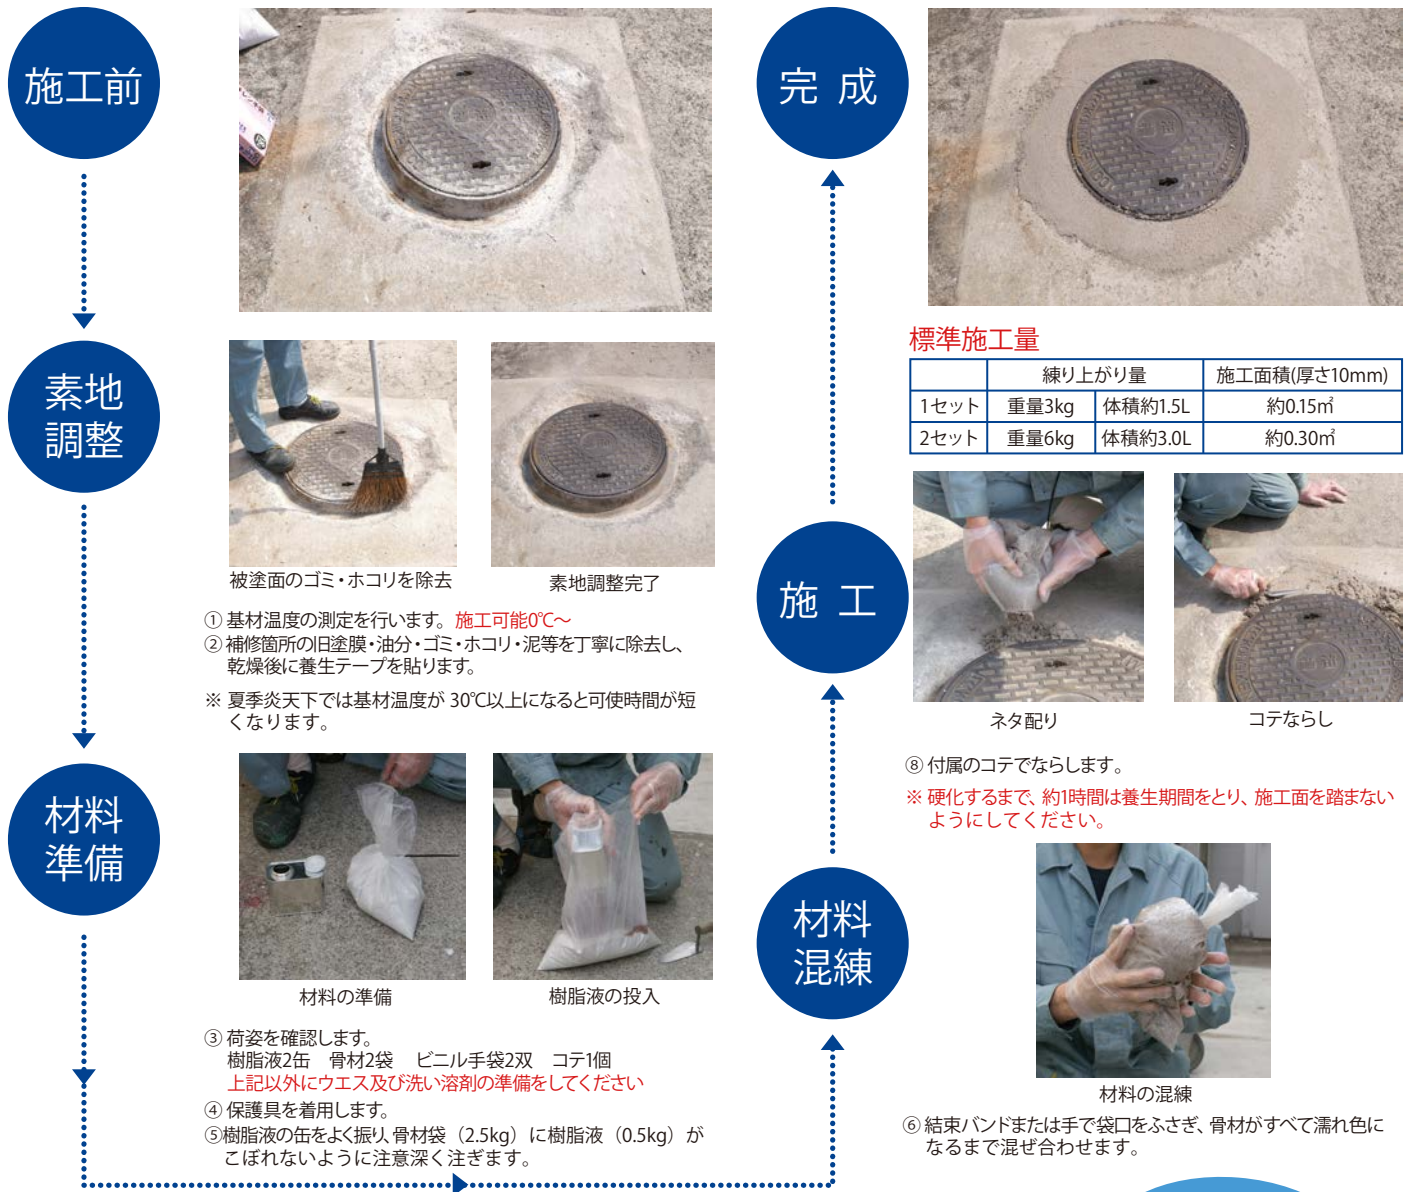 施工前
素地
調整
被塗面のゴミ・ホコリを除去
素地調整完了
① 基材温度の測定を行います。 施工可能0℃〜
② 補修箇所の旧塗膜・油分・ゴミ・ホコリ・泥等を丁寧に除去し、
乾燥後に養生テープを貼ります。
※ 夏季炎天下では基材温度が 30℃以上になると可使時間が短
くなります。
材料
準備
材料の準備
樹脂液の投入
③ 荷姿を確認します。
樹脂液2缶 骨材2袋 ビニル手袋2双 コテ1個
上記以外にウエス及び洗い溶剤の準備をしてください
④ 保護具を着用します。
⑤樹脂液の缶をよく振り、骨材袋（2.5kg）に樹脂液（0.5kg）が
こぼれないように注意深く注ぎます。
材料
混練
材料の混練
⑥ 結束バンドまたは手で袋口をふさぎ、骨材がすべて濡れ色に
なるまで混ぜ合わせます。
施 工
ネタ配り
コテならし
⑧ 付属のコテでならします。
※ 硬化するまで、約1時間は養生期間をとり、施工面を踏まない
ようにしてください。
完 成
標準施工量
練り上がり量 施工面積(厚さ10mm)
1セット 重量3kg 体積約1.5L 約0.15㎡
2セット 重量6kg 体積約3.0L 約0.30㎡